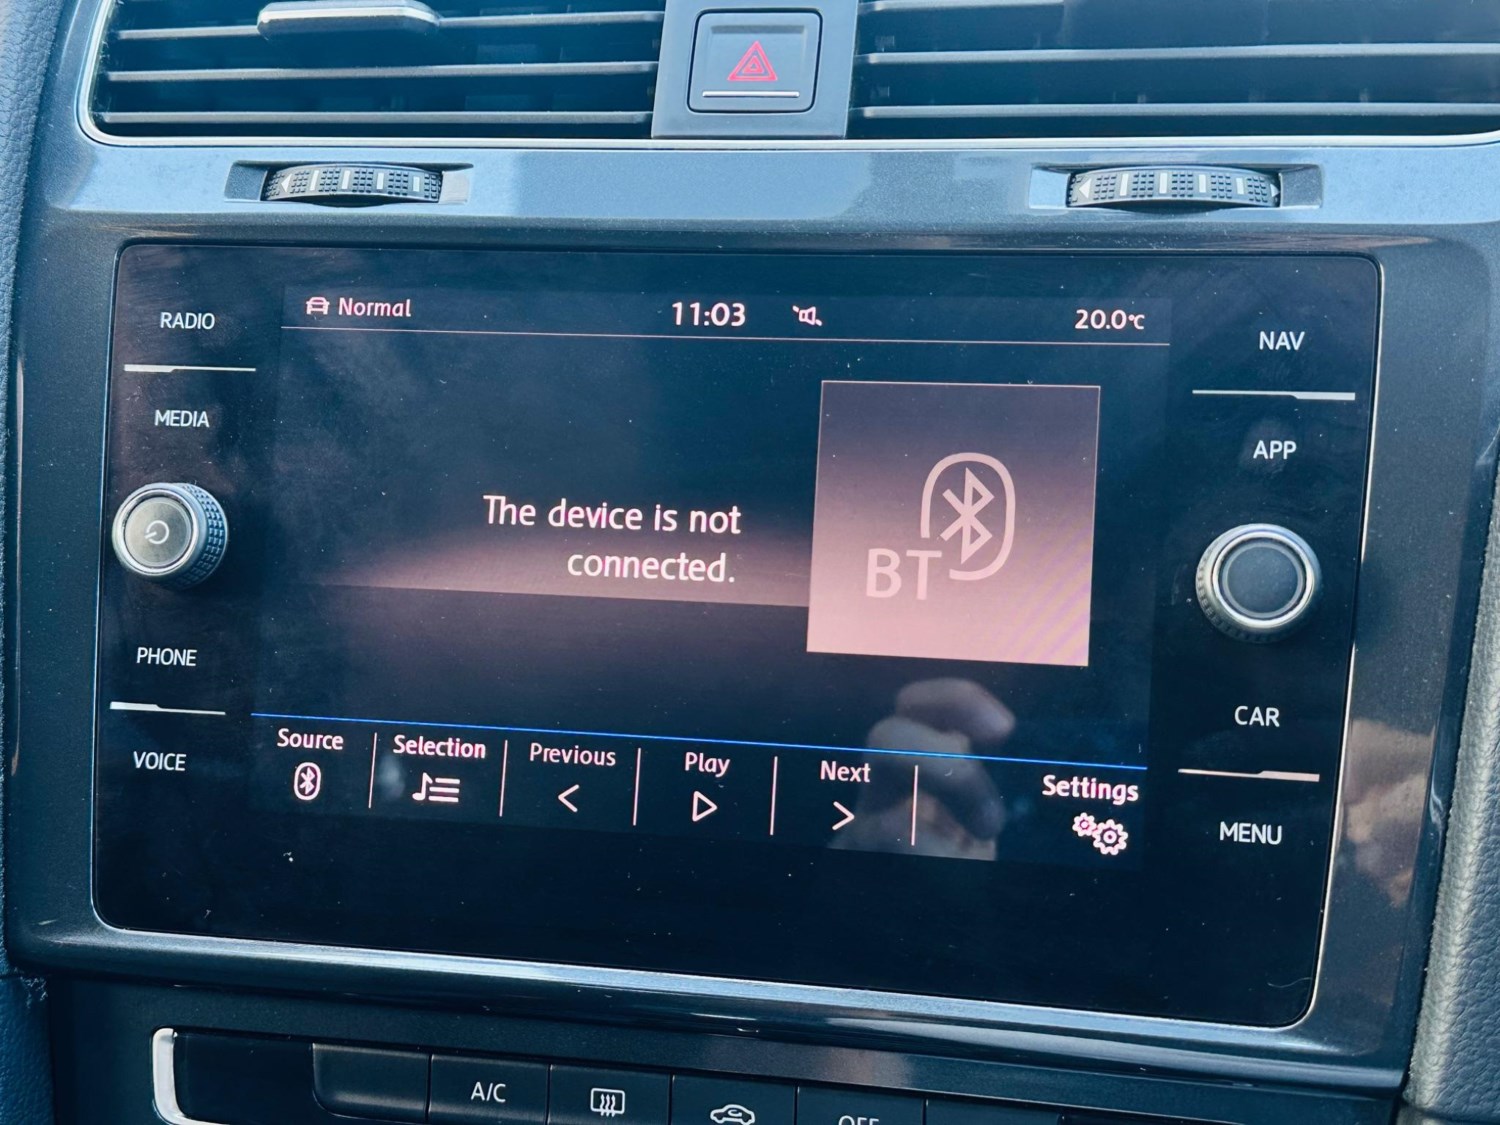 Normal
11:03
20.0°C
RADIO
MEDIA
PHONE
VOICE
NAV
APP
CAR
MENU
The device is not
connected.
BT
Source
Selection
Previous
Play
Next
Settings
A/C
OFF